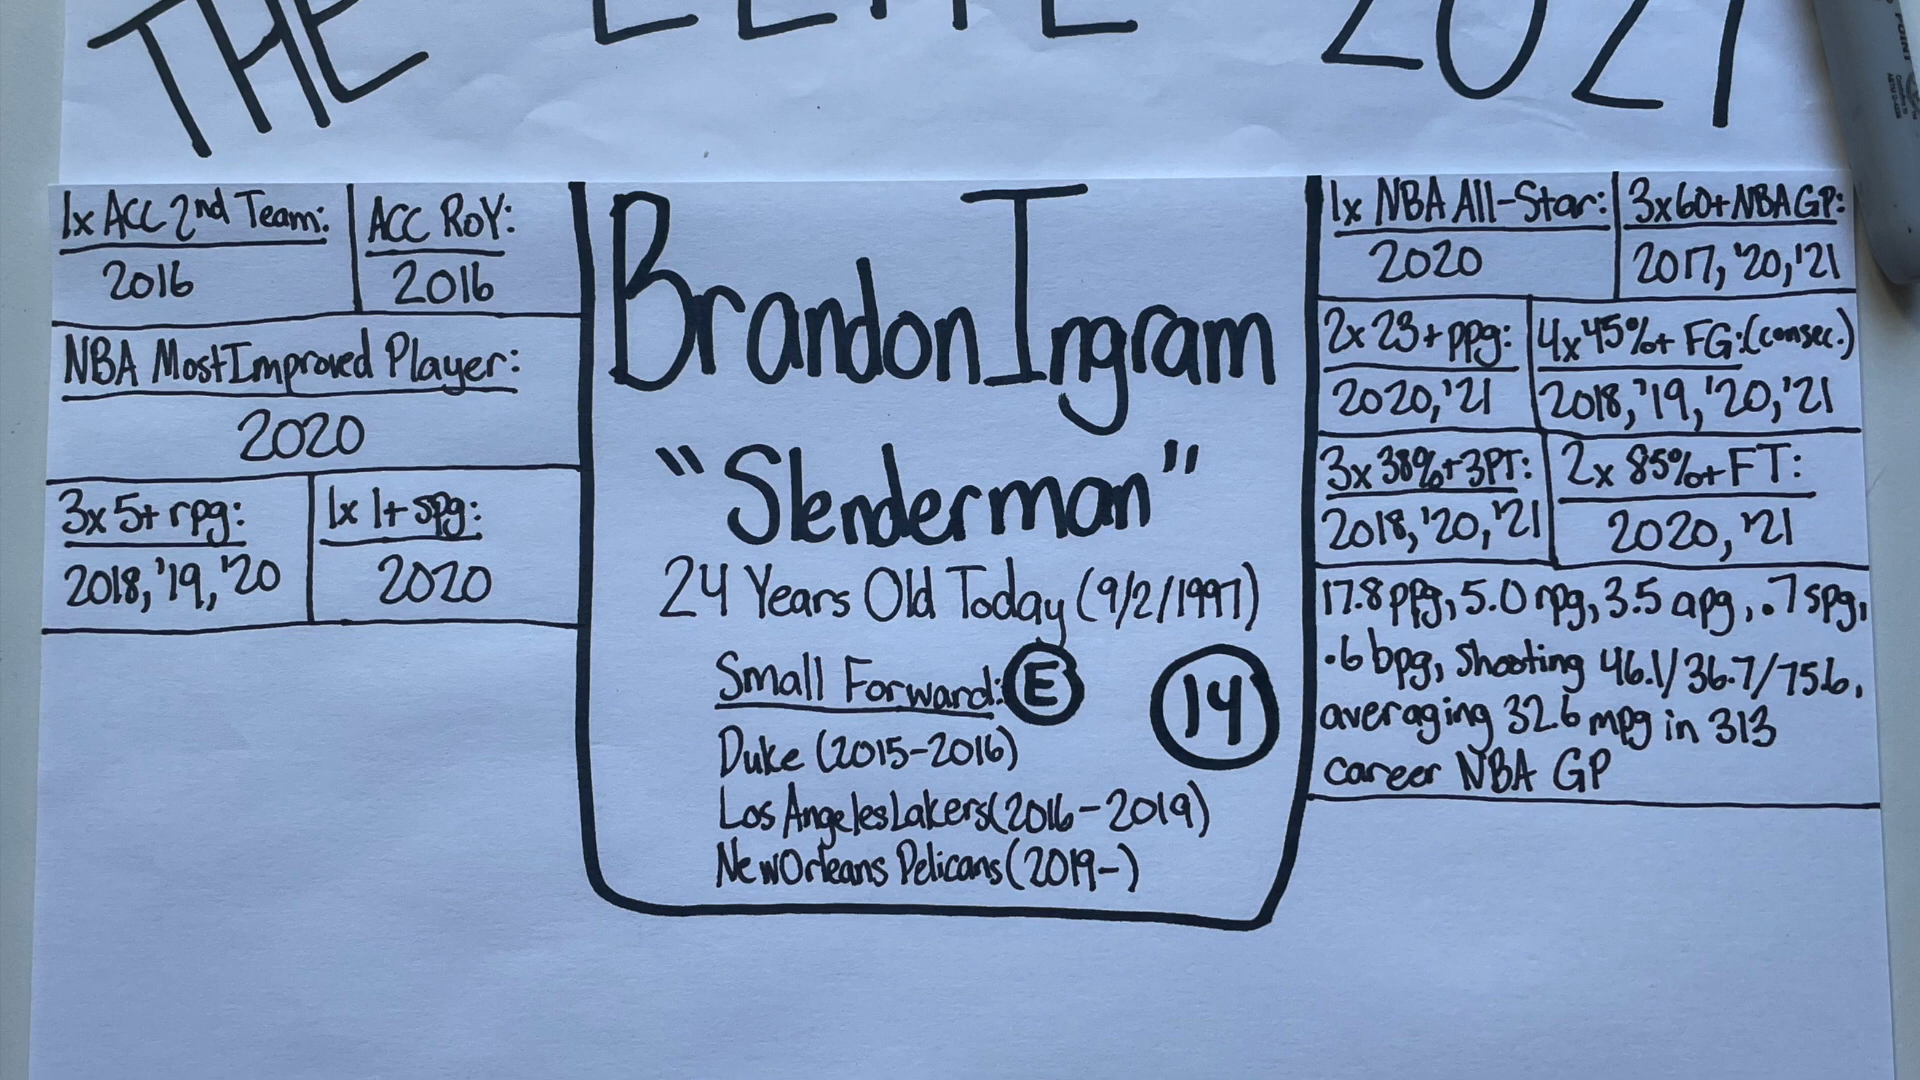 THE ELITE 2021
1x ACC 2nd Team:
2016
ACC RoY:
2016
NBA Most Improved Player:
2020
3x 5+ rpg:
2018, '19, '20
1x 1+ spg:
2020
Brandon Ingram
"Slenderman"
24 Years Old Today (9/2/1997)
Small Forward: E
14
Duke (2015-2016)
Los Angeles Lakers (2016-2019)
New Orleans Pelicans (2019-)
1x NBA All-Star:
2020
3x60+ NBA GP:
2017, '20, '21
2x 23+ ppg:
2020, '21
4x 45%+ FG: (consec.)
2018, '19, '20, '21
3x 38%+ 3PT:
2018, '20, '21
2x 85%+ FT:
2020, '21
17.8 ppg, 5.0 rpg, 3.5 apg, .7 spg,
.6 bpg, shooting 46.1/36.7/75.6,
averaging 32.6 mpg in 313
career NBA GP
POINT